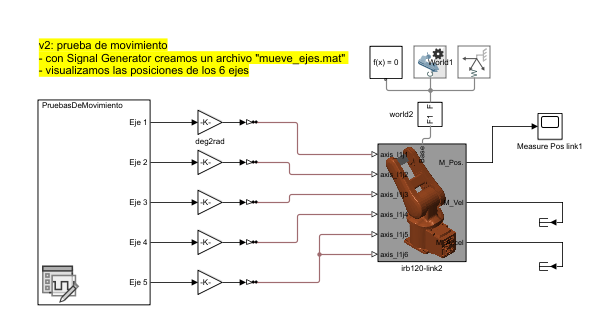 v2: prueba de movimiento
- con Signal Generator creamos un archivo "mueve_ejes.mat"
- visualizamos las posiciones de los 6 ejes
f(x) = 0
World1
C
W
PruebasDeMovimiento
world2
F1 F
Measure Pos link1
Eje 1
-K-
deg2rad
Base
axis_l1j1
M_Pos.
Eje 2
-K-
axis_l1j2
Eje 3
-K-
axis_l1j3
M_Vel
Eje 4
-K-
axis_l1j4
axis_l1j5
M_Accel
axis_l1j6
Eje 5
-K-
irb120-link2